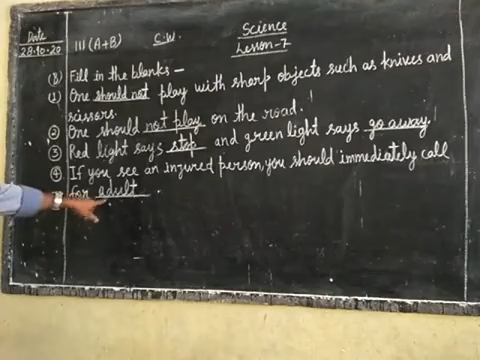 Date
28.10.20
III (A+B)
C.W.
Science
Lesson-7
(B) Fill in the blanks —
(1) One should not play with sharp objects such as knives and
scissors.
(2) One should not play on the road.
(3) Red light says stop and green light says go away.
(4) If you see an injured person, you should immediately call
for adult